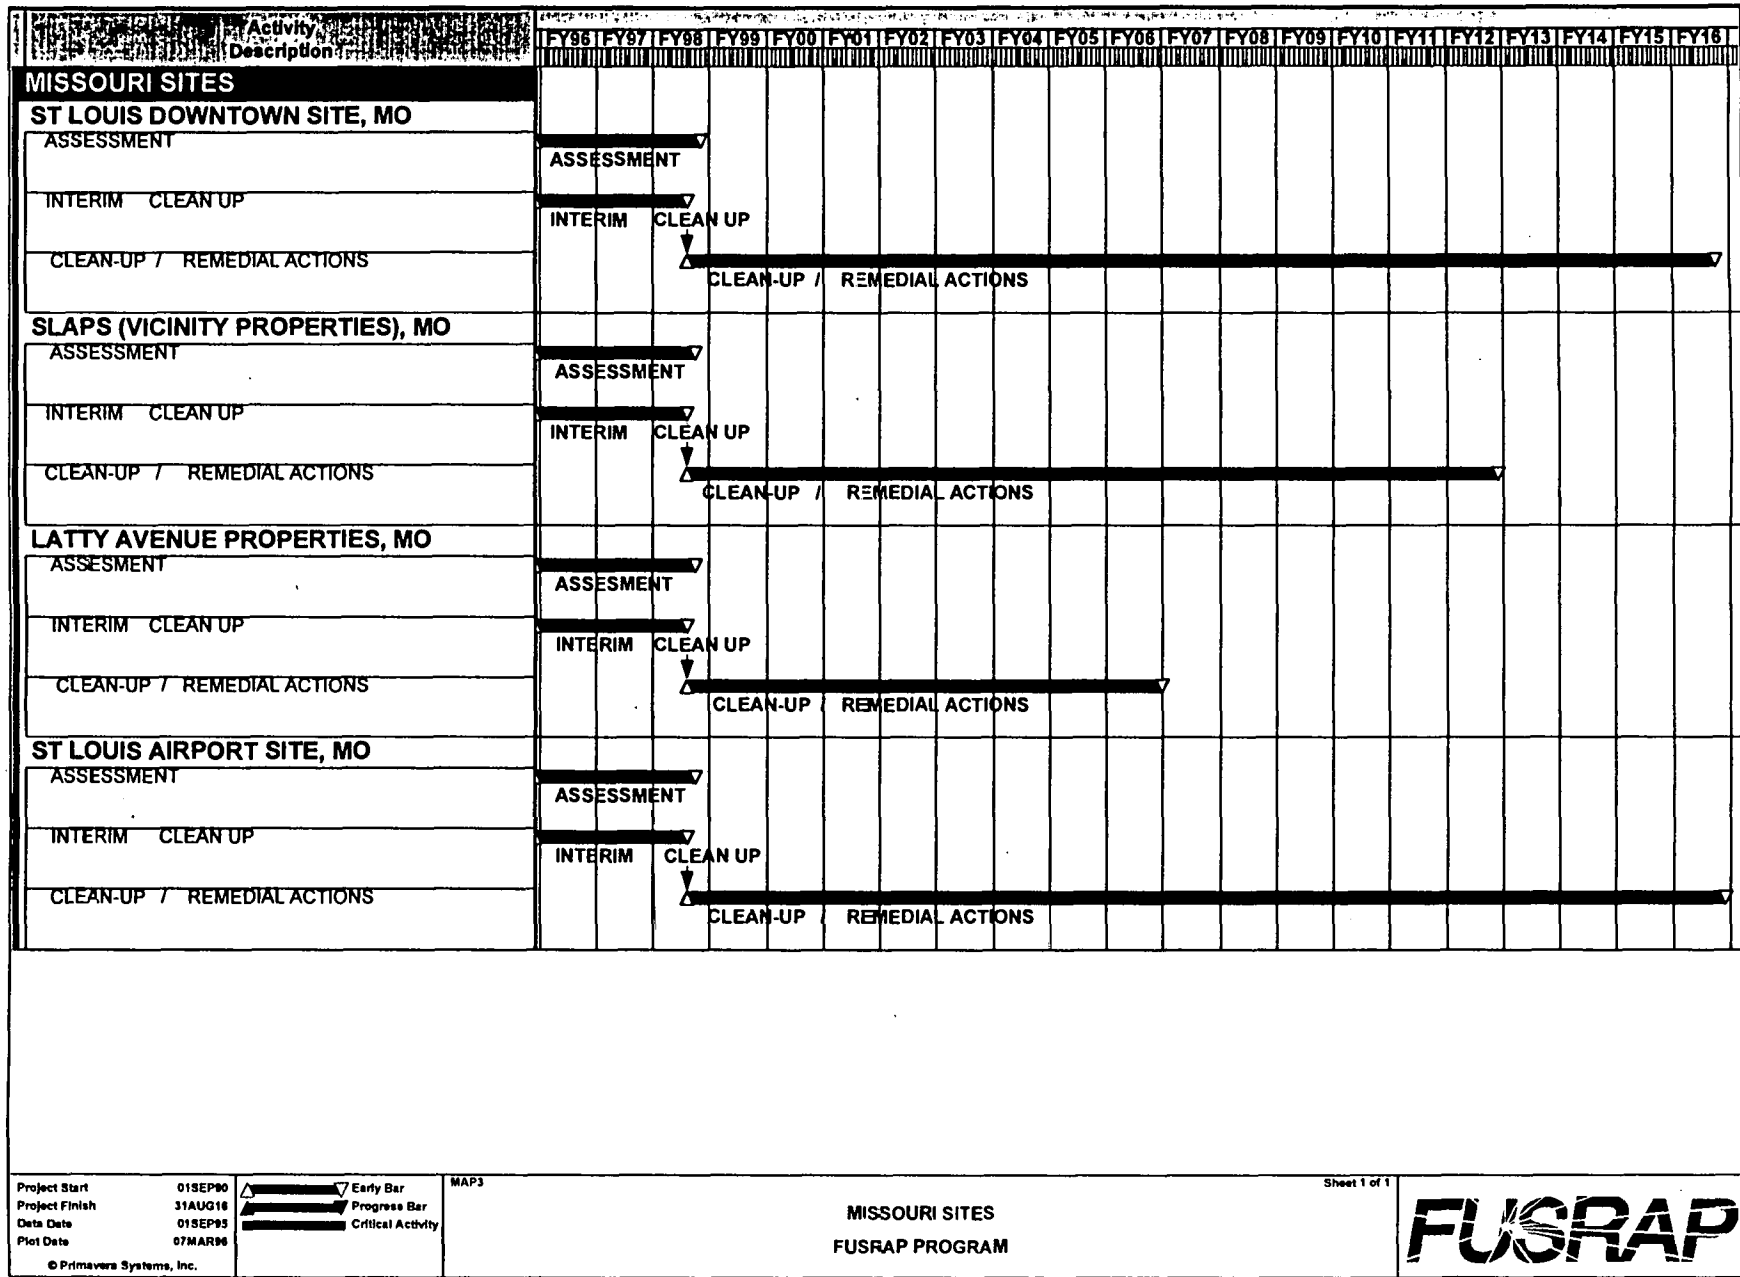 Activity
Description
FY96 FY97 FY98 FY99 FY00 FY01 FY02 FY03 FY04 FY05 FY06 FY07 FY08 FY09 FY10 FY11 FY12 FY13 FY14 FY15 FY16
MISSOURI SITES
ST LOUIS DOWNTOWN SITE, MO
ASSESSMENT
ASSESSMENT
INTERIM CLEAN UP
INTERIM CLEAN UP
CLEAN-UP / REMEDIAL ACTIONS
CLEAN-UP / REMEDIAL ACTIONS
SLAPS (VICINITY PROPERTIES), MO
ASSESSMENT
ASSESSMENT
INTERIM CLEAN UP
INTERIM CLEAN UP
CLEAN-UP / REMEDIAL ACTIONS
CLEAN-UP / REMEDIAL ACTIONS
LATTY AVENUE PROPERTIES, MO
ASSESMENT
ASSESMENT
INTERIM CLEAN UP
INTERIM CLEAN UP
CLEAN-UP / REMEDIAL ACTIONS
CLEAN-UP / REMEDIAL ACTIONS
ST LOUIS AIRPORT SITE, MO
ASSESSMENT
ASSESSMENT
INTERIM CLEAN UP
INTERIM CLEAN UP
CLEAN-UP / REMEDIAL ACTIONS
CLEAN-UP / REMEDIAL ACTIONS
Project Start 01SEP90
Project Finish 31AUG16
Data Date 01SEP95
Plot Date 07MAR96
© Primavera Systems, Inc.
Early Bar
Progress Bar
Critical Activity
MAP3
MISSOURI SITES
FUSRAP PROGRAM
Sheet 1 of 1
FUSRAP